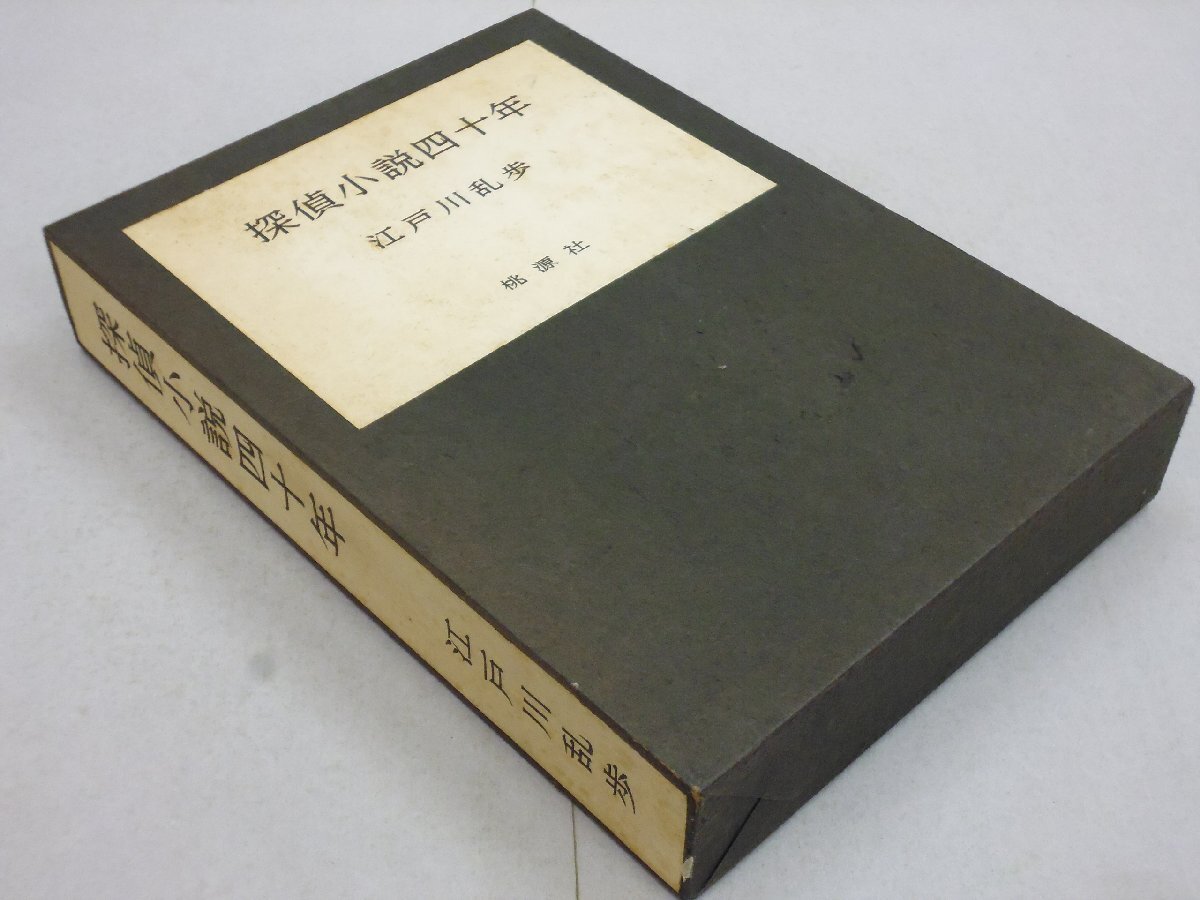 探偵小説四十年
江戸川乱歩
桃源社
探偵小説四十年 江戸川乱歩